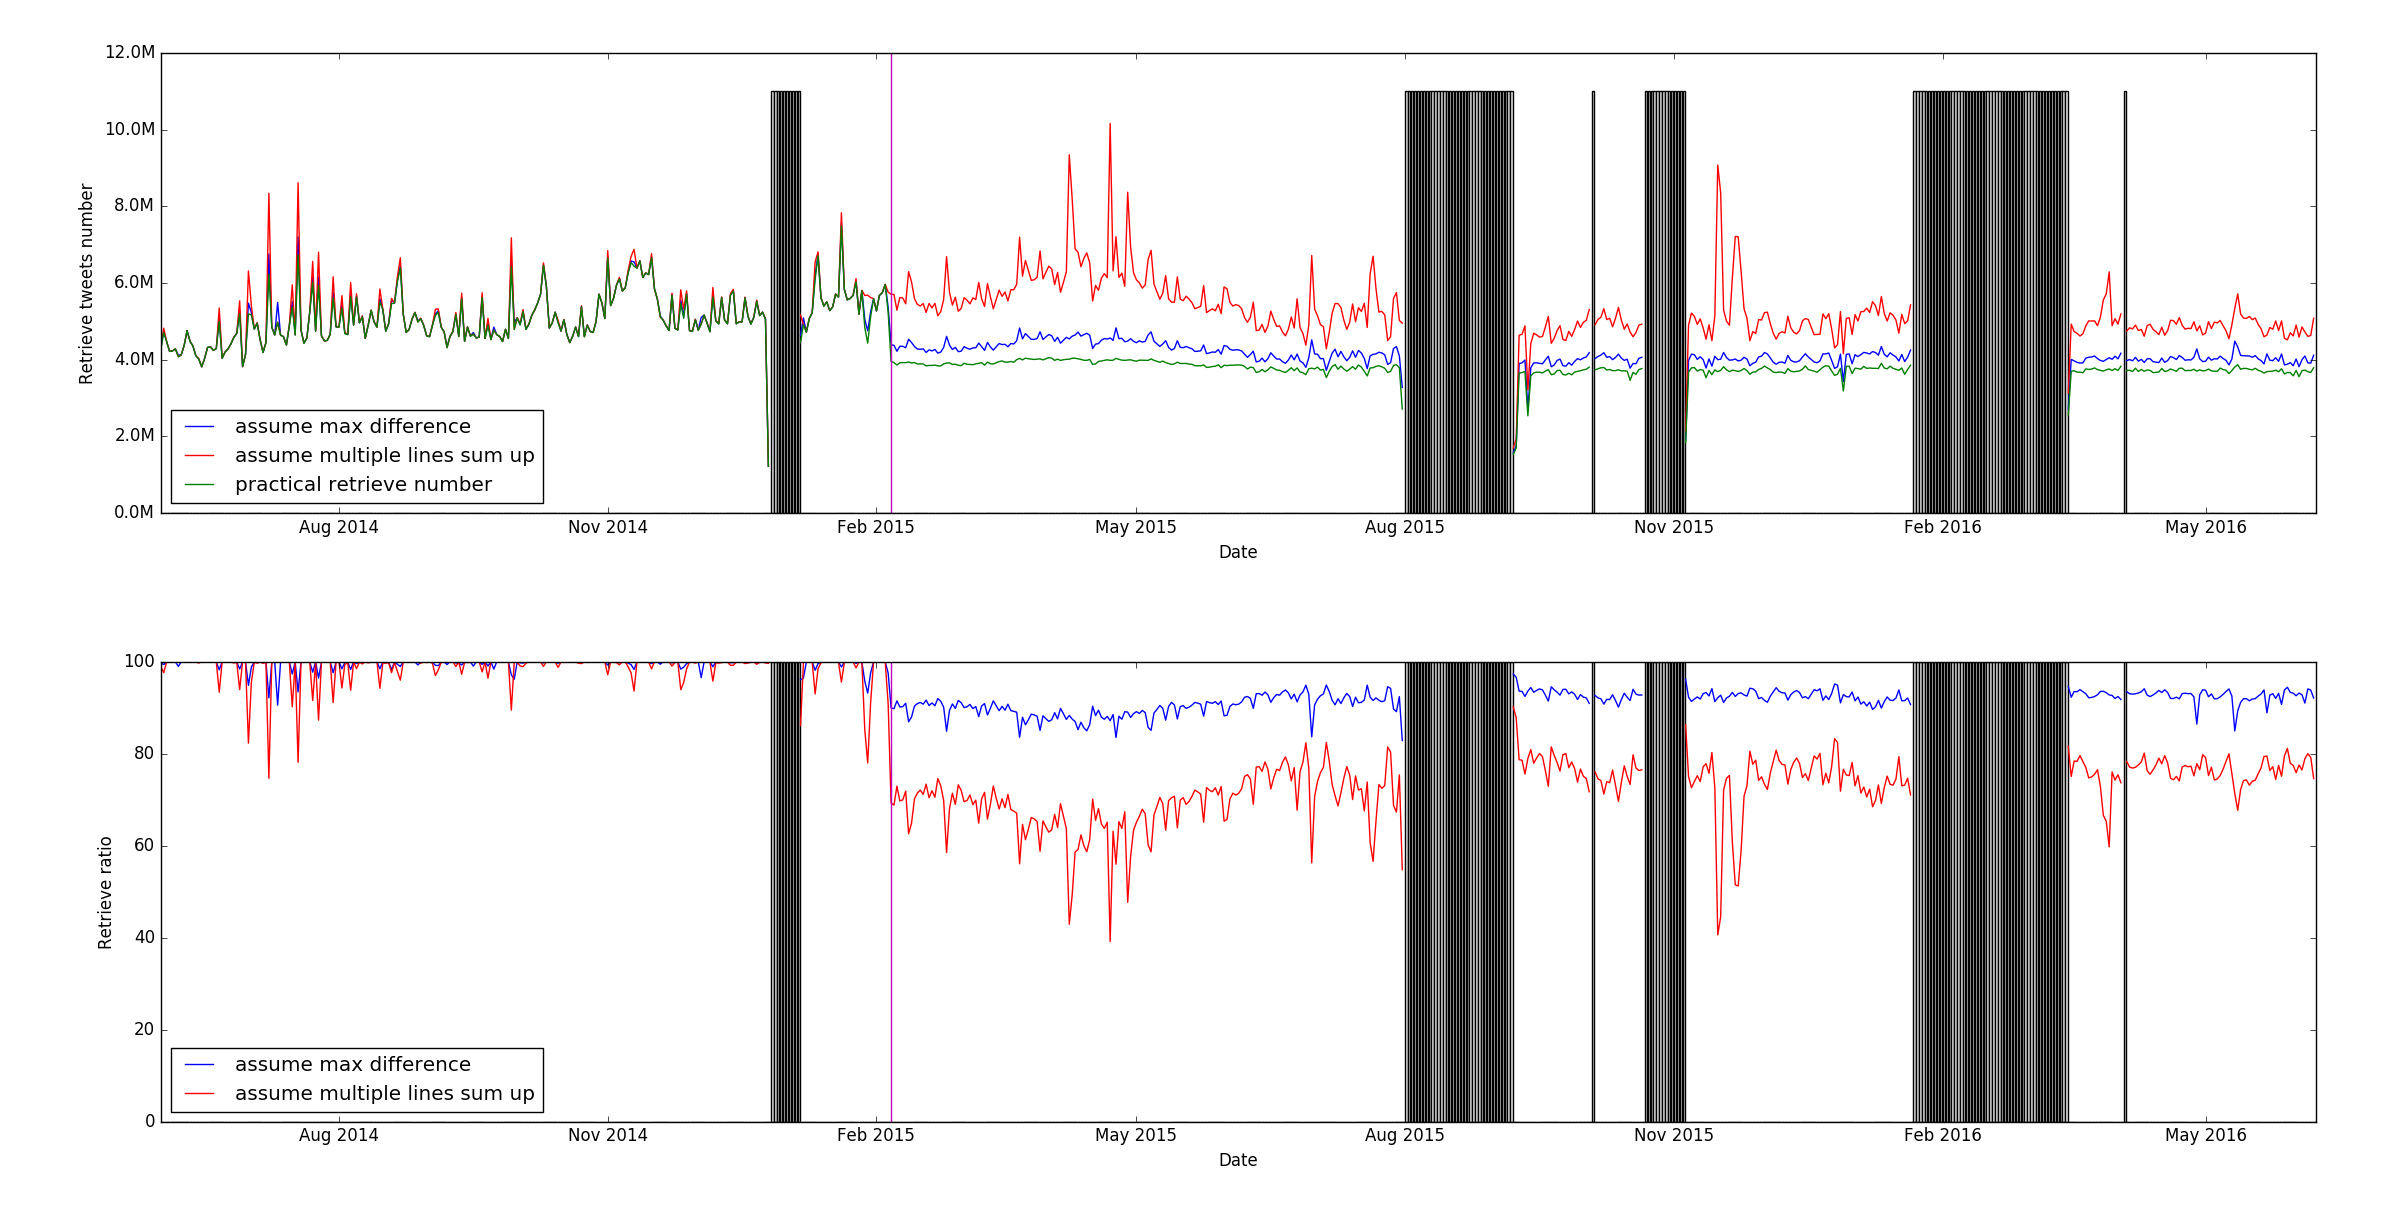 12.0M
10.0M
8.0M
6.0M
4.0M
2.0M
0.0M
Retrieve tweets number
assume max difference
assume multiple lines sum up
practical retrieve number
Aug 2014 Nov 2014 Feb 2015 May 2015 Aug 2015 Nov 2015 Feb 2016 May 2016
Date
100
80
60
40
20
0
Retrieve ratio
assume max difference
assume multiple lines sum up
Aug 2014 Nov 2014 Feb 2015 May 2015 Aug 2015 Nov 2015 Feb 2016 May 2016
Date